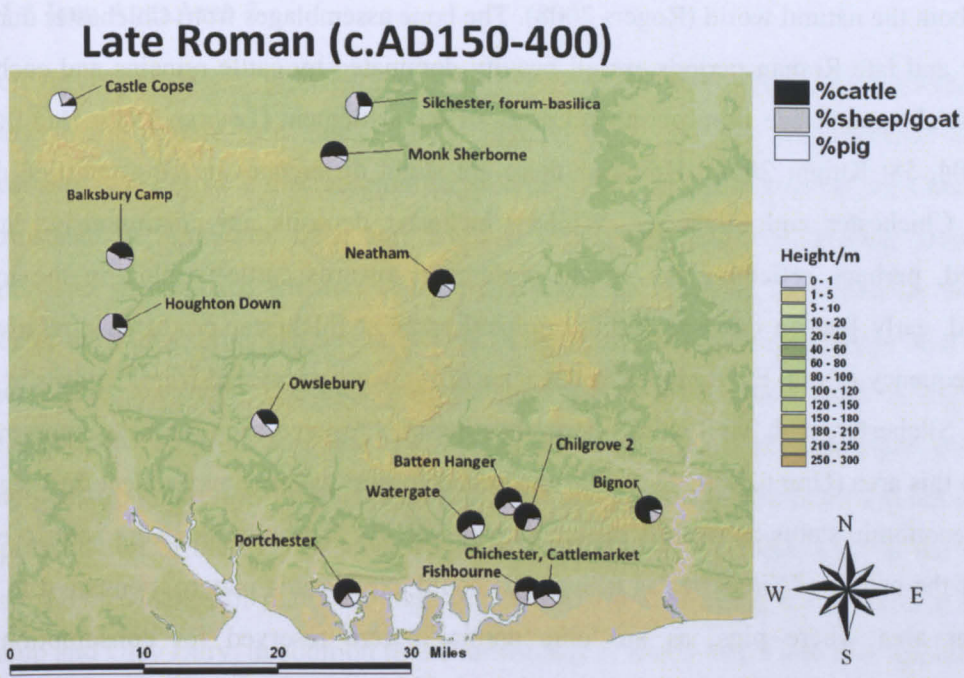 Late Roman (c.AD150-400)
Castle Copse
Silchester, forum-basilica
Monk Sherborne
%cattle
%sheep/goat
%pig
Balksbury Camp
Neatham
Houghton Down
Height/m
0 - 1
1 - 5
5 - 10
10 - 20
20 - 40
40 - 60
60 - 80
80 - 100
100 - 120
120 - 150
150 - 180
180 - 210
210 - 250
250 - 300
Owslebury
Batten Hanger
Chilgrove 2
Watergate
Bignor
Portchester
Chichester, Cattlemarket
Fishbourne
N
W E
S
0 10 20 30 Miles